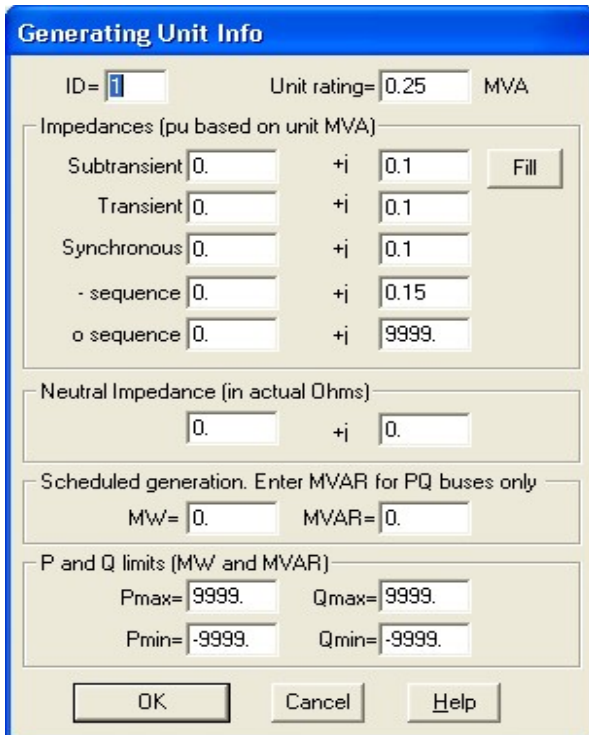 Generating Unit Info
ID= 1 Unit rating= 0.25 MVA
Impedances (pu based on unit MVA)
Subtransient 0. +j 0.1 Fill
Transient 0. +j 0.1
Synchronous 0. +j 0.1
- sequence 0. +j 0.15
o sequence 0. +j 9999.
Neutral Impedance (in actual Ohms)
0. +j 0.
Scheduled generation. Enter MVAR for PQ buses only
MW= 0. MVAR= 0.
P and Q limits (MW and MVAR)
Pmax= 9999. Qmax= 9999.
Pmin= -9999. Qmin= -9999.
OK Cancel Help